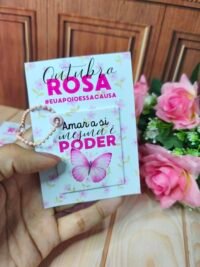 Outubro
ROSA
#EUAPOIOESSACAUSA
Amar a si
mesma é
PODER